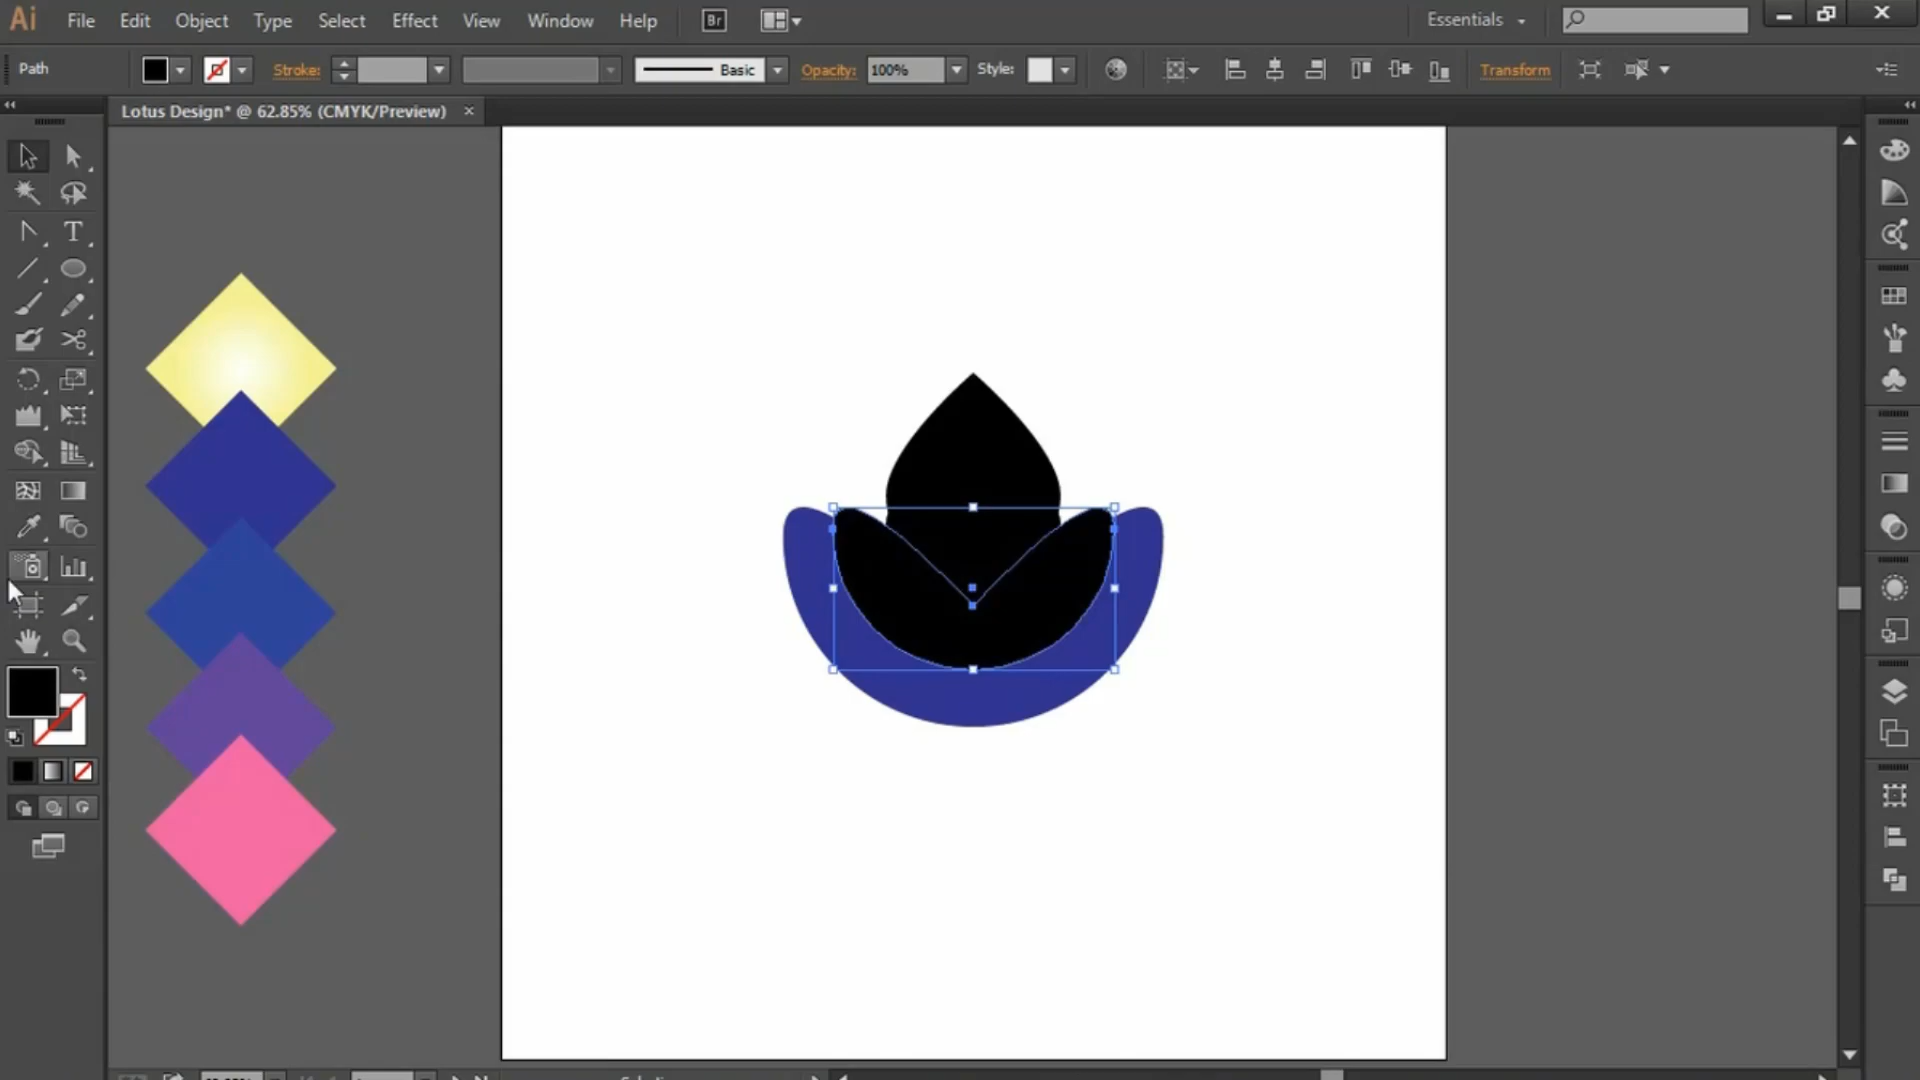 Ai File Edit Object Type Select Effect View Window Help Br Essentials
Path Stroke: Basic Opacity: 100% Style: Transform
Lotus Design* @ 62.85% (CMYK/Preview) ×
T